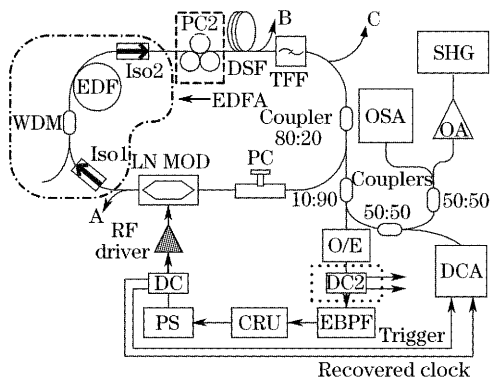 PC2
B
C
SHG
Iso2
DSF
TFF
EDF
EDFA
OSA
OA
WDM
Coupler
80:20
Iso1
LN MOD
PC
Couplers
A
10:90
50:50
50:50
RF
driver
O/E
DC
DC2
DCA
PS
CRU
EBPF
Trigger
Recovered clock